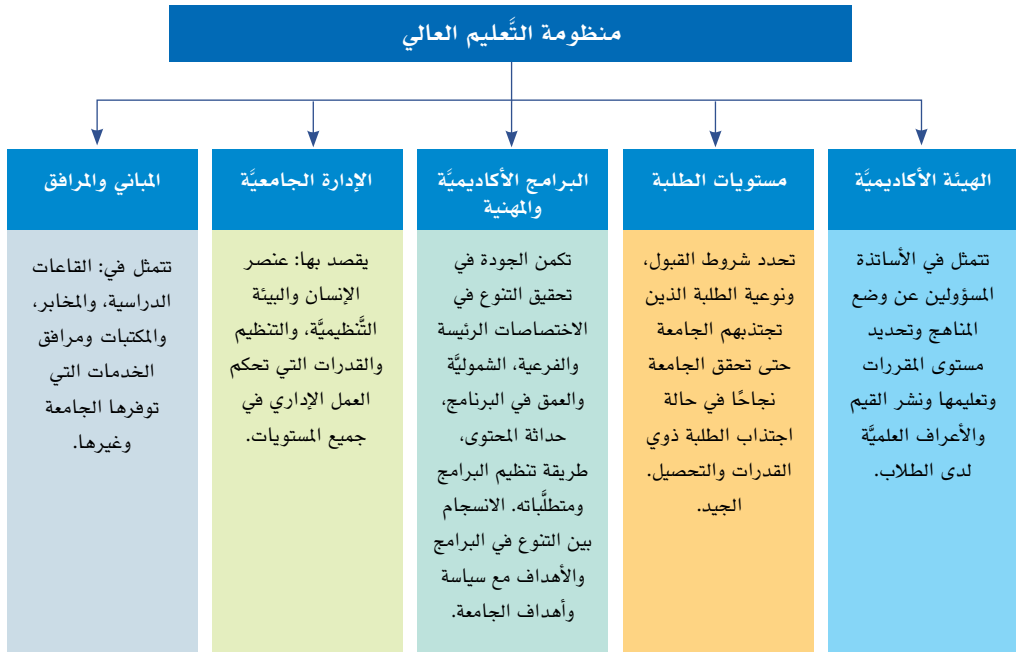 منظومة التَّعليم العالي
الهيئة الأكاديميَّة
تتمثل في الأساتذة
المسؤولين عن وضع
المناهج وتحديد
مستوى المقررات
وتعليمها ونشر القيم
والأعراف العلميَّة
لدى الطلاب.
مستويات الطلبة
تحدد شروط القبول،
ونوعية الطلبة الذين
تجتذبهم الجامعة
حتى تحقق الجامعة
نجاحًا في حالة
اجتذاب الطلبة ذوي
القدرات والتحصيل.
الجيد.
البرامج الأكاديميَّة
والمهنية
تكمن الجودة في
تحقيق التنوع في
الاختصاصات الرئيسة
والفرعية، الشموليَّة
والعمق في البرنامج،
حداثة المحتوى،
طريقة تنظيم البرامج
ومتطلَّباته. الانسجام
بين التنوع في البرامج
والأهداف مع سياسة
وأهداف الجامعة.
الإدارة الجامعيَّة
يقصد بها: عنصر
الإنسان والبيئة
التَّنظيميَّة، والتنظيم
والقدرات التي تحكم
العمل الإداري في
جميع المستويات.
المباني والمرافق
تتمثل في: القاعات
الدراسية، والمخابر،
والمكتبات ومرافق
الخدمات التي
توفرها الجامعة
وغيرها.